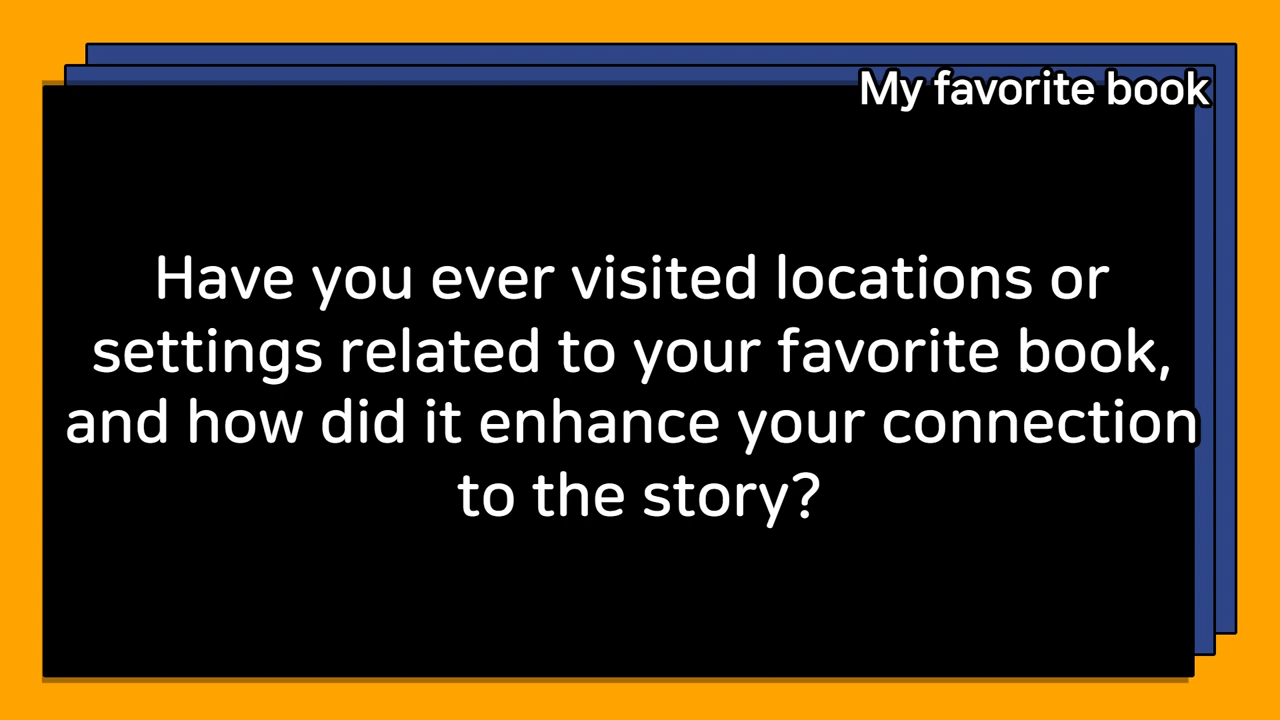 My favorite book
Have you ever visited locations or
settings related to your favorite book,
and how did it enhance your connection
to the story?